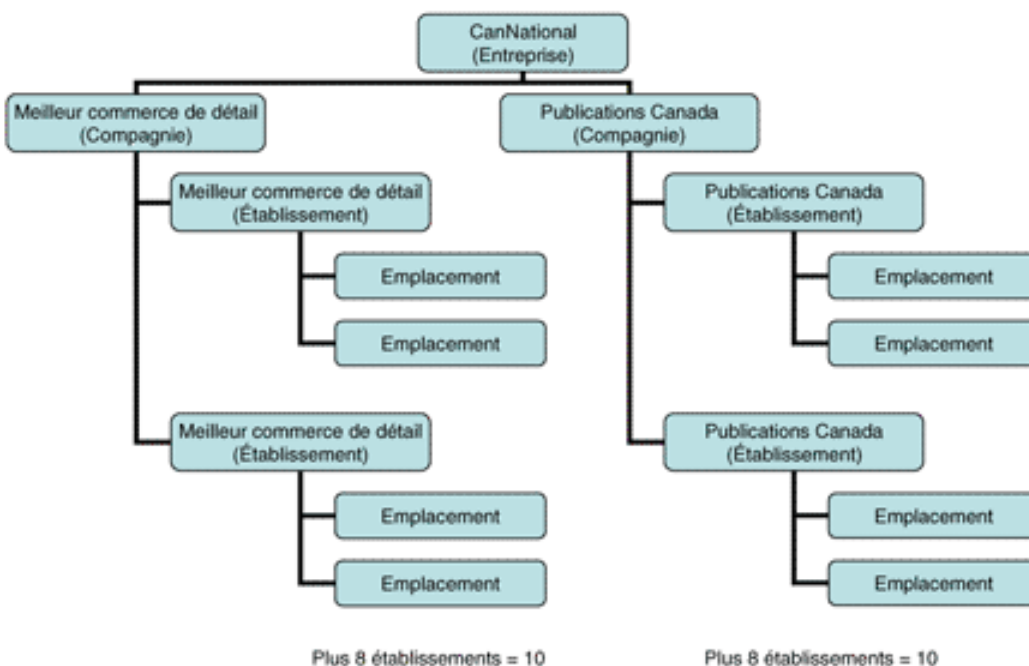 CanNational
(Entreprise)
Meilleur commerce de détail
(Compagnie)
Publications Canada
(Compagnie)
Meilleur commerce de détail
(Établissement)
Publications Canada
(Établissement)
Emplacement
Emplacement
Emplacement
Emplacement
Meilleur commerce de détail
(Établissement)
Publications Canada
(Établissement)
Emplacement
Emplacement
Emplacement
Emplacement
Plus 8 établissements = 10
Plus 8 établissements = 10